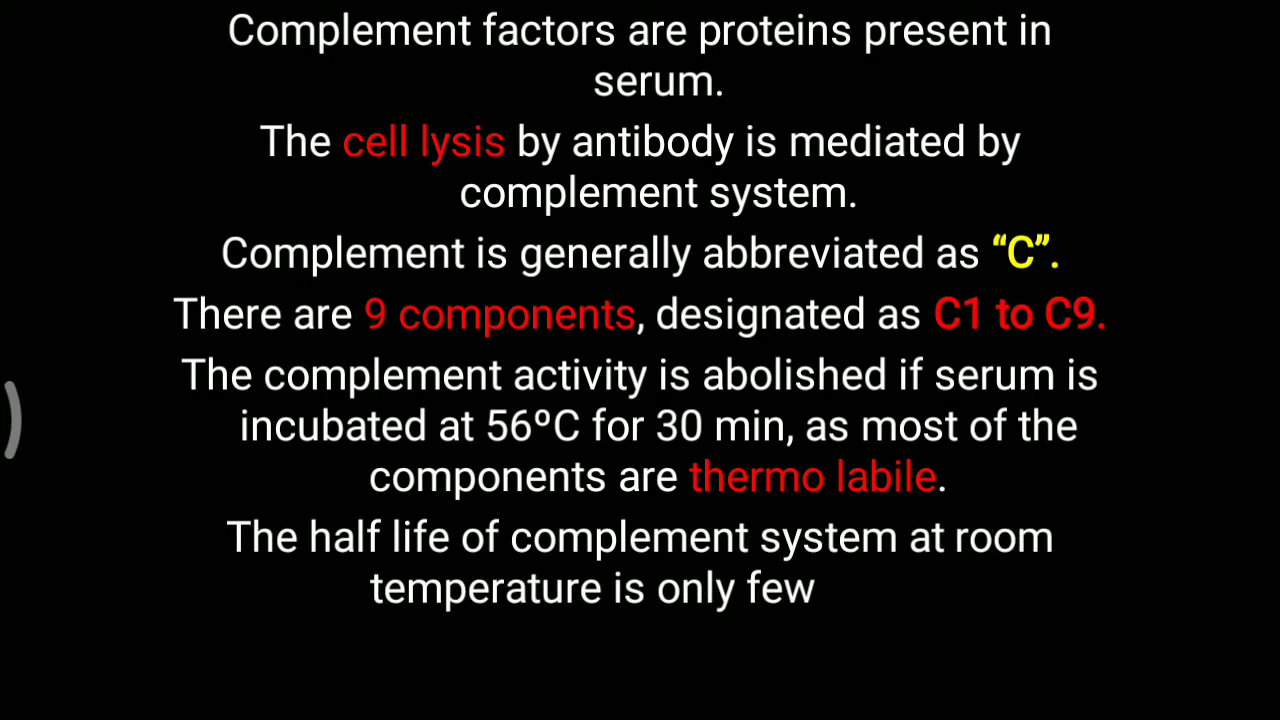 Complement factors are proteins present in
serum.
The cell lysis by antibody is mediated by
complement system.
Complement is generally abbreviated as “C”.
There are 9 components, designated as C1 to C9.
The complement activity is abolished if serum is
incubated at 56ºC for 30 min, as most of the
components are thermo labile.
The half life of complement system at room
temperature is only few